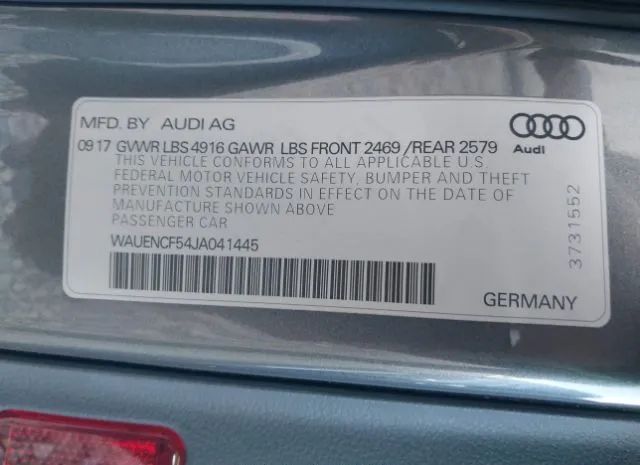 MFD. BY AUDI AG
09 17 GVWR LBS 4916 GAWR LBS FRONT 2469 /REAR 2579
THIS VEHICLE CONFORMS TO ALL APPLICABLE U.S.
FEDERAL MOTOR VEHICLE SAFETY, BUMPER AND THEFT
PREVENTION STANDARDS IN EFFECT ON THE DATE OF
MANUFACTURE SHOWN ABOVE
PASSENGER CAR
WAUENCF54JA041445
Audi
3731552
GERMANY